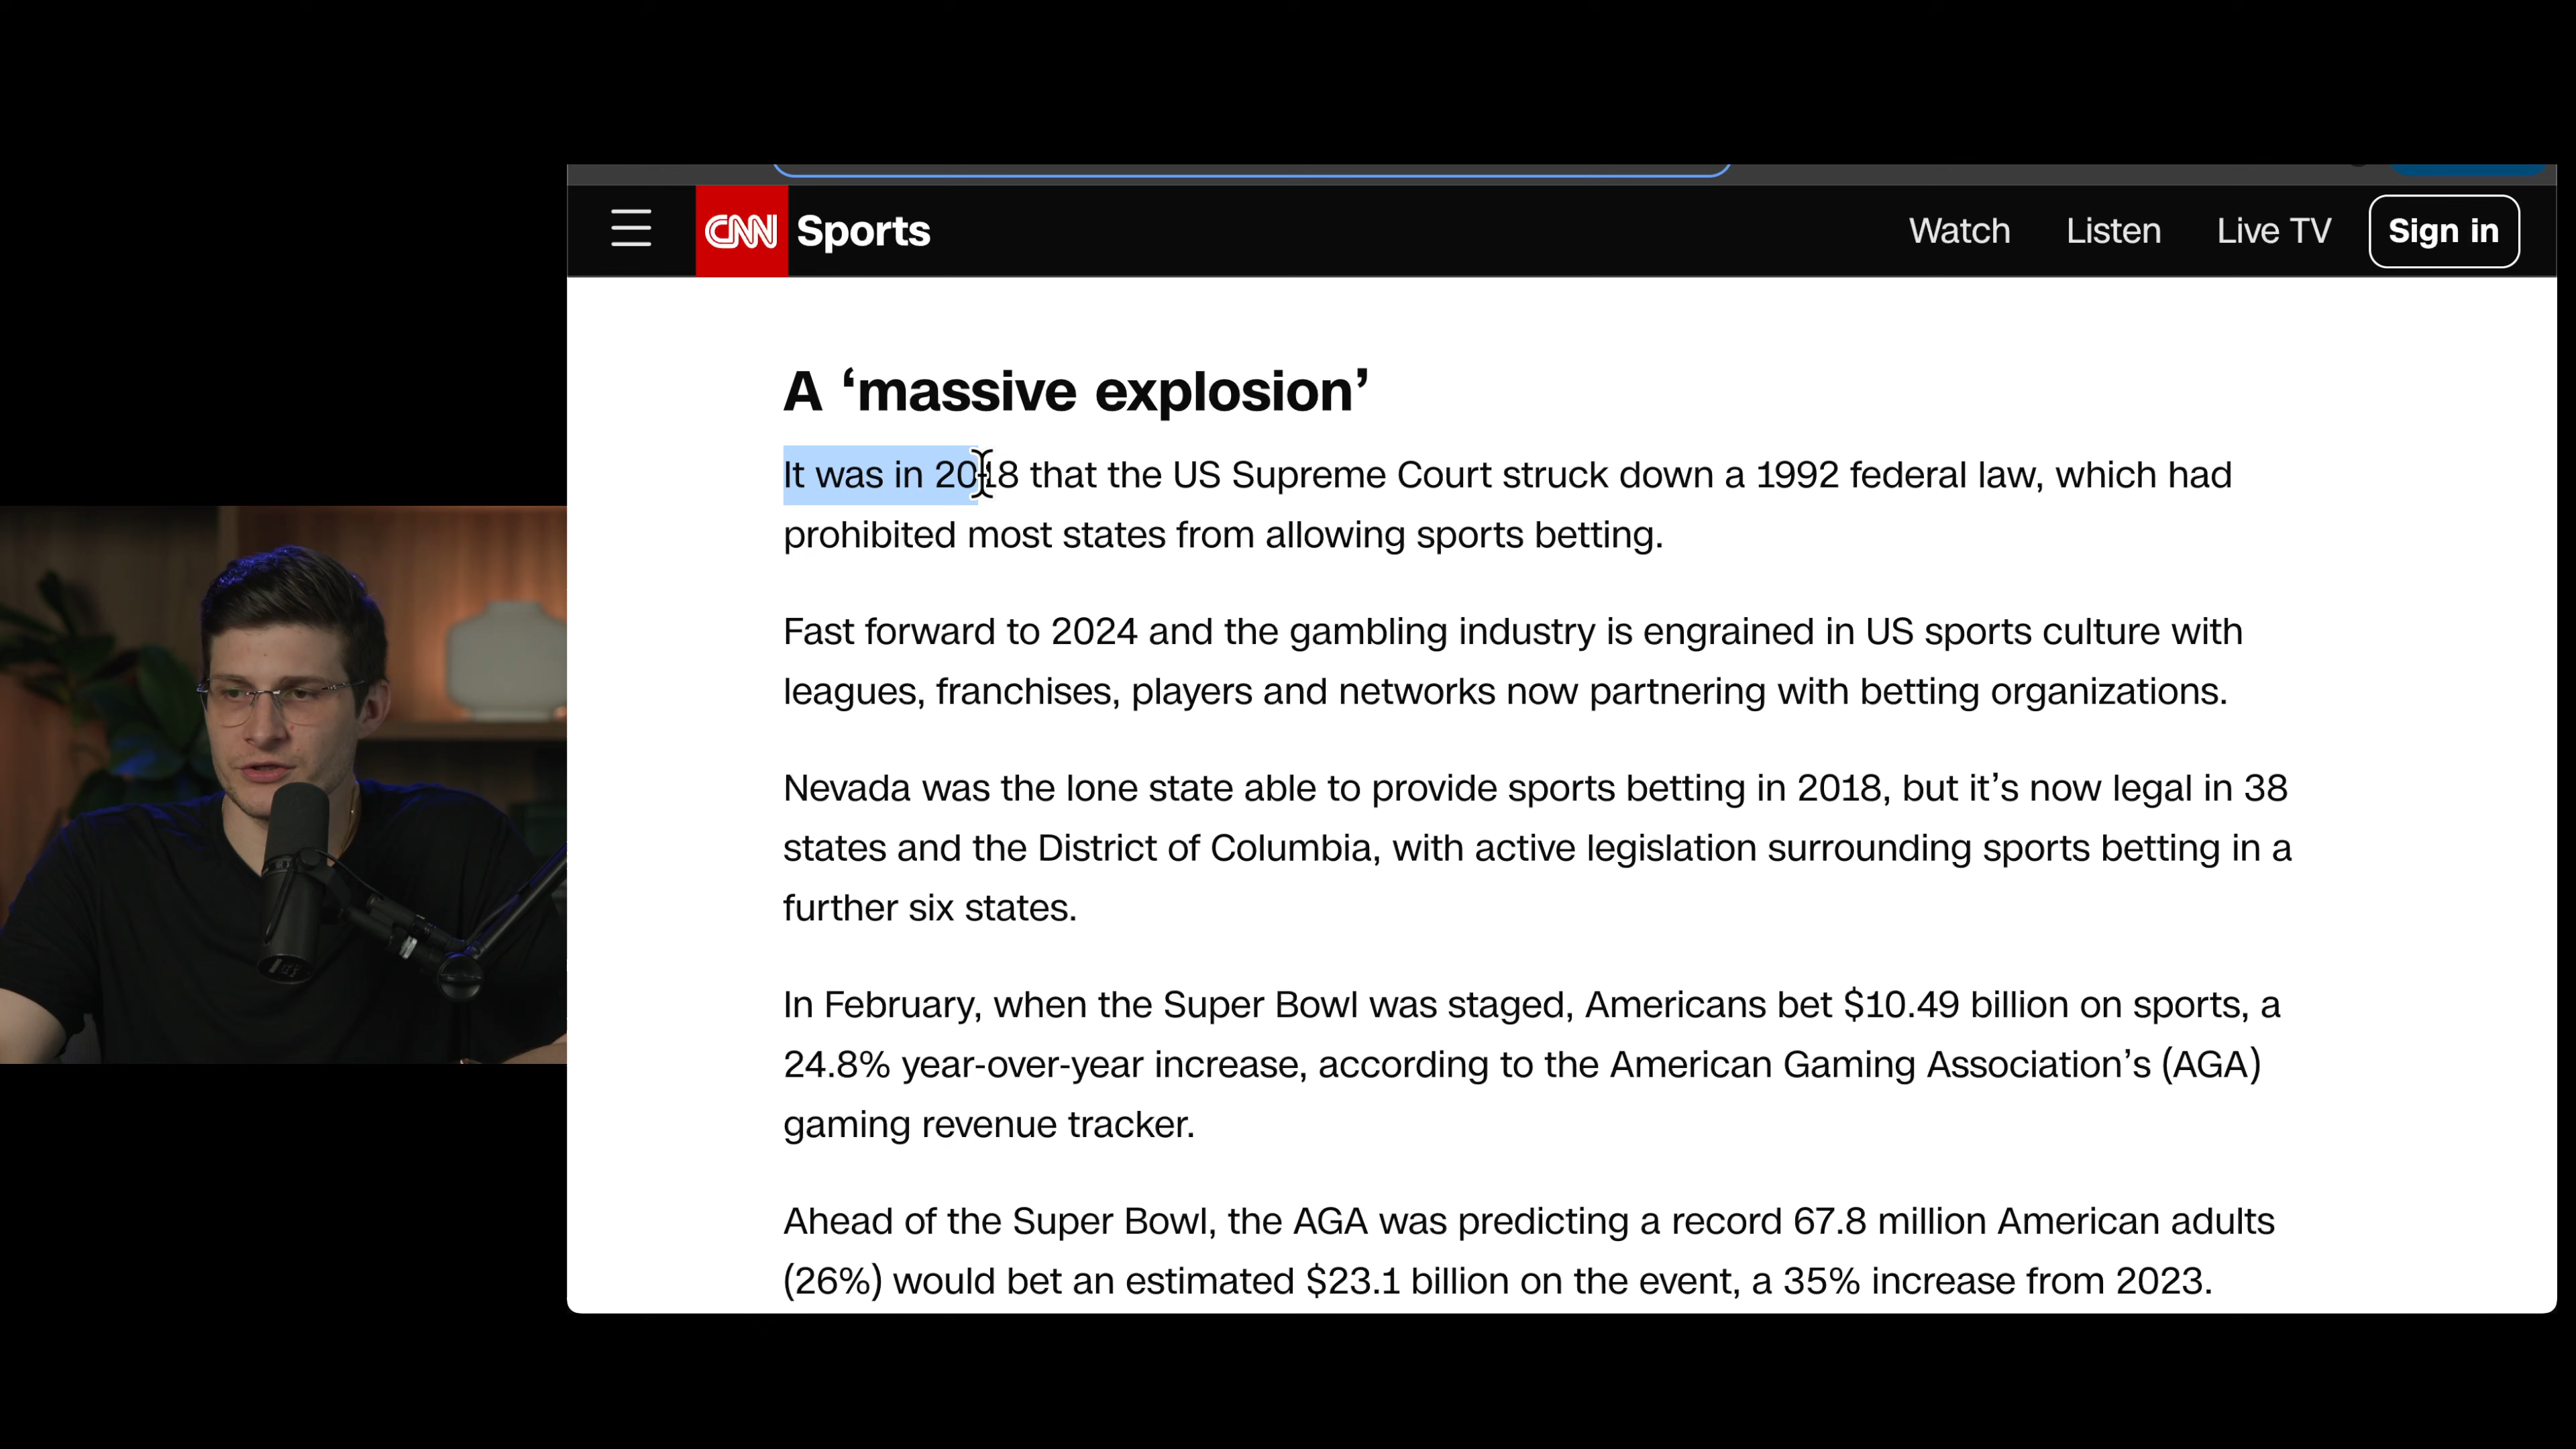 CNN Sports
Watch Listen Live TV Sign in
A ‘massive explosion’
It was in 2018 that the US Supreme Court struck down a 1992 federal law, which had
prohibited most states from allowing sports betting.
Fast forward to 2024 and the gambling industry is engrained in US sports culture with
leagues, franchises, players and networks now partnering with betting organizations.
Nevada was the lone state able to provide sports betting in 2018, but it’s now legal in 38
states and the District of Columbia, with active legislation surrounding sports betting in a
further six states.
In February, when the Super Bowl was staged, Americans bet $10.49 billion on sports, a
24.8% year-over-year increase, according to the American Gaming Association’s (AGA)
gaming revenue tracker.
Ahead of the Super Bowl, the AGA was predicting a record 67.8 million American adults
(26%) would bet an estimated $23.1 billion on the event, a 35% increase from 2023.